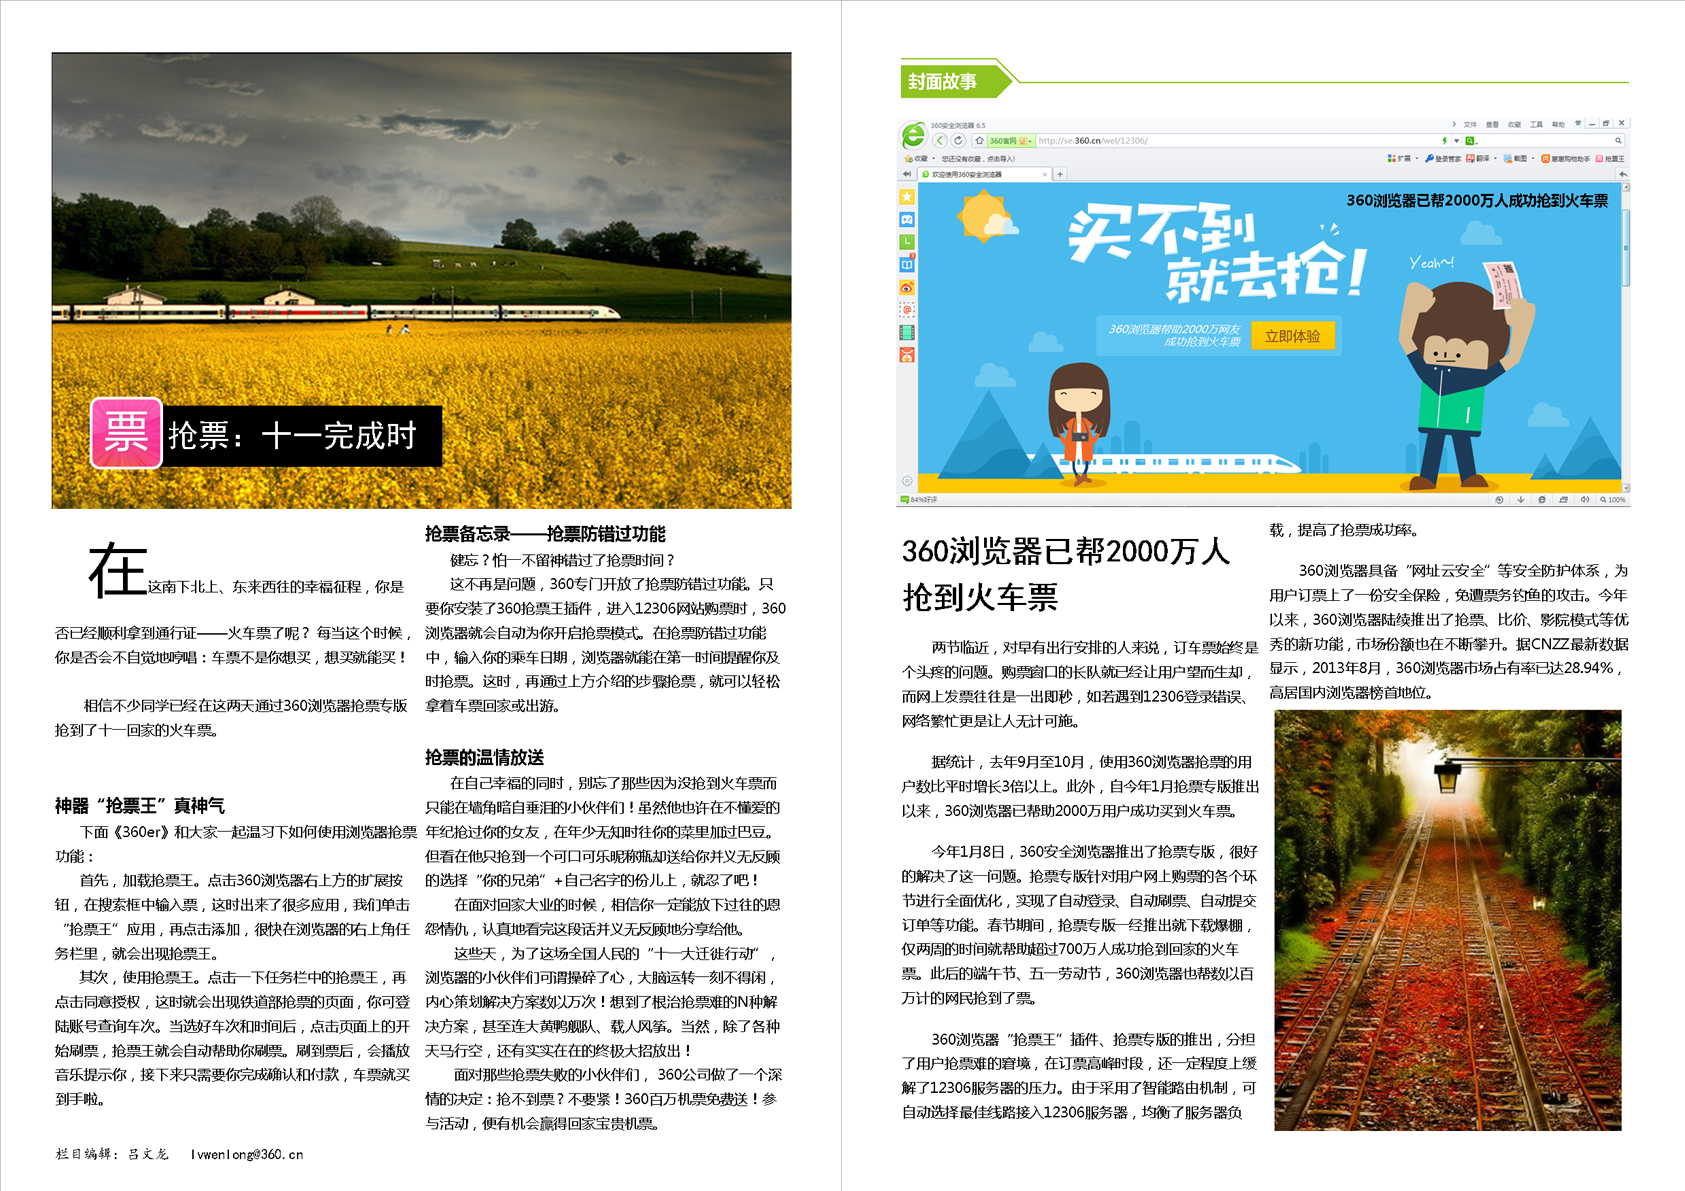 票
抢票：十一完成时
在这南下北上、东来西往的幸福征程，你是
否已经顺利拿到通行证——火车票了呢？ 每当这个时候，
你是否会不自觉地哼唱：车票不是你想买，想买就能买！
相信不少同学已经在这两天通过360浏览器抢票专版
抢到了十一回家的火车票。
神器“抢票王”真神气
下面《360er》和大家一起温习下如何使用浏览器抢票
功能：
首先，加载抢票王。点击360浏览器右上方的扩展按
钮，在搜索框中输入票，这时出来了很多应用，我们单击
“抢票王”应用，再点击添加，很快在浏览器的右上角任
务栏里，就会出现抢票王。
其次，使用抢票王。点击一下任务栏中的抢票王，再
点击同意授权，这时就会出现铁道部抢票的页面，你可登
陆账号查询车次。当选好车次和时间后，点击页面上的开
始刷票，抢票王就会自动帮助你刷票。刷到票后，会播放
音乐提示你，接下来只需要你完成确认和付款，车票就买
到手啦。
栏目编辑：吕文龙 lvwenlong@360.cn
抢票备忘录——抢票防错过功能
健忘？怕一不留神错过了抢票时间？
这不再是问题，360专门开放了抢票防错过功能。只
要你安装了360抢票王插件，进入12306网站购票时，360
浏览器就会自动为你开启抢票模式。在抢票防错过功能
中，输入你的乘车日期，浏览器就能在第一时间提醒你及
时抢票。这时，再通过上方介绍的步骤抢票，就可以轻松
拿着车票回家或出游。
抢票的温情放送
在自己幸福的同时，别忘了那些因为没抢到火车票而
只能在墙角暗自垂泪的小伙伴们！虽然他也许在不懂爱的
年纪抢过你的女友，在年少无知时往你的菜里加过巴豆。
但看在他只抢到一个可口可乐昵称瓶却送给你并义无反顾
的选择“你的兄弟”+自己名字的份儿上，就忍了吧！
在面对回家大业的时候，相信你一定能放下过往的恩
怨情仇，认真地看完这段话并义无反顾地分享给他。
这些天，为了这场全国人民的“十一大迁徙行动”，
浏览器的小伙伴们可谓操碎了心，大脑运转一刻不得闲，
内心策划解决方案数以万次！想到了根治抢票难的N种解
决方案，甚至连大黄鸭舰队、载人风筝。当然，除了各种
天马行空，还有实实在在的终极大招放出！
面对那些抢票失败的小伙伴们， 360公司做了一个深
情的决定：抢不到票？不要紧！360百万机票免费送！参
与活动，便有机会赢得回家宝贵机票。
封面故事
360安全浏览器 6.5
文件 查看 收藏 工具 帮助
360官网 证 http://se.360.cn/wel/12306/
收藏 您还没有收藏，点击导入！ 扩展 登录管家 翻译 截图 惠惠购物助手 抢票王
欢迎使用360安全浏览器
360浏览器已帮2000万人成功抢到火车票
买不到
就去抢！
Yeah~!
360浏览器帮助2000万网友
成功抢到火车票
立即体验
84%好评 100%
360浏览器已帮2000万人
抢到火车票
两节临近，对早有出行安排的人来说，订车票始终是
个头疼的问题。购票窗口的长队就已经让用户望而生却，
而网上发票往往是一出即秒，如若遇到12306登录错误、
网络繁忙更是让人无计可施。
据统计，去年9月至10月，使用360浏览器抢票的用
户数比平时增长3倍以上。此外，自今年1月抢票专版推出
以来，360浏览器已帮助2000万用户成功买到火车票。
今年1月8日，360安全浏览器推出了抢票专版，很好
的解决了这一问题。抢票专版针对用户网上购票的各个环
节进行全面优化，实现了自动登录、自动刷票、自动提交
订单等功能。春节期间，抢票专版一经推出就下载爆棚，
仅两周的时间就帮助超过700万人成功抢到回家的火车
票。此后的端午节、五一劳动节，360浏览器也帮数以百
万计的网民抢到了票。
360浏览器“抢票王”插件、抢票专版的推出，分担
了用户抢票难的窘境，在订票高峰时段，还一定程度上缓
解了12306服务器的压力。由于采用了智能路由机制，可
自动选择最佳线路接入12306服务器，均衡了服务器负
载，提高了抢票成功率。
360浏览器具备“网址云安全“等安全防护体系，为
用户订票上了一份安全保险，免遭票务钓鱼的攻击。今年
以来，360浏览器陆续推出了抢票、比价、影院模式等优
秀的新功能，市场份额也在不断攀升。据CNZZ最新数据
显示，2013年8月，360浏览器市场占有率已达28.94%，
高居国内浏览器榜首地位。